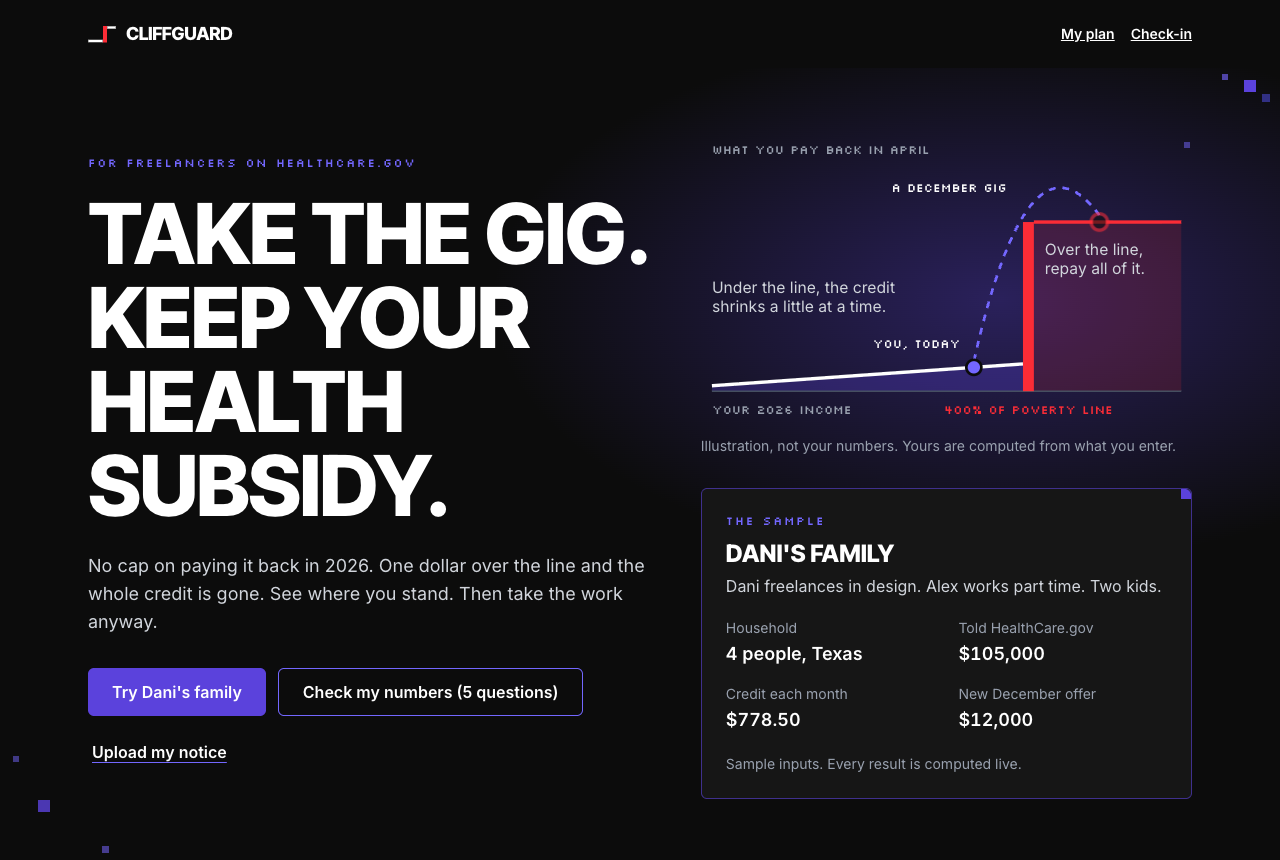 CLIFFGUARD
My plan
Check-in
FOR FREELANCERS ON HEALTHCARE.GOV
TAKE THE GIG.
KEEP YOUR
HEALTH
SUBSIDY.
No cap on paying it back in 2026. One dollar over the line and the
whole credit is gone. See where you stand. Then take the work
anyway.
Try Dani's family
Check my numbers (5 questions)
Upload my notice
WHAT YOU PAY BACK IN APRIL
A DECEMBER GIG
Over the line,
repay all of it.
Under the line, the credit
shrinks a little at a time.
YOU, TODAY
YOUR 2026 INCOME
400% OF POVERTY LINE
Illustration, not your numbers. Yours are computed from what you enter.
THE SAMPLE
DANI'S FAMILY
Dani freelances in design. Alex works part time. Two kids.
Household
4 people, Texas
Told HealthCare.gov
$105,000
Credit each month
$778.50
New December offer
$12,000
Sample inputs. Every result is computed live.